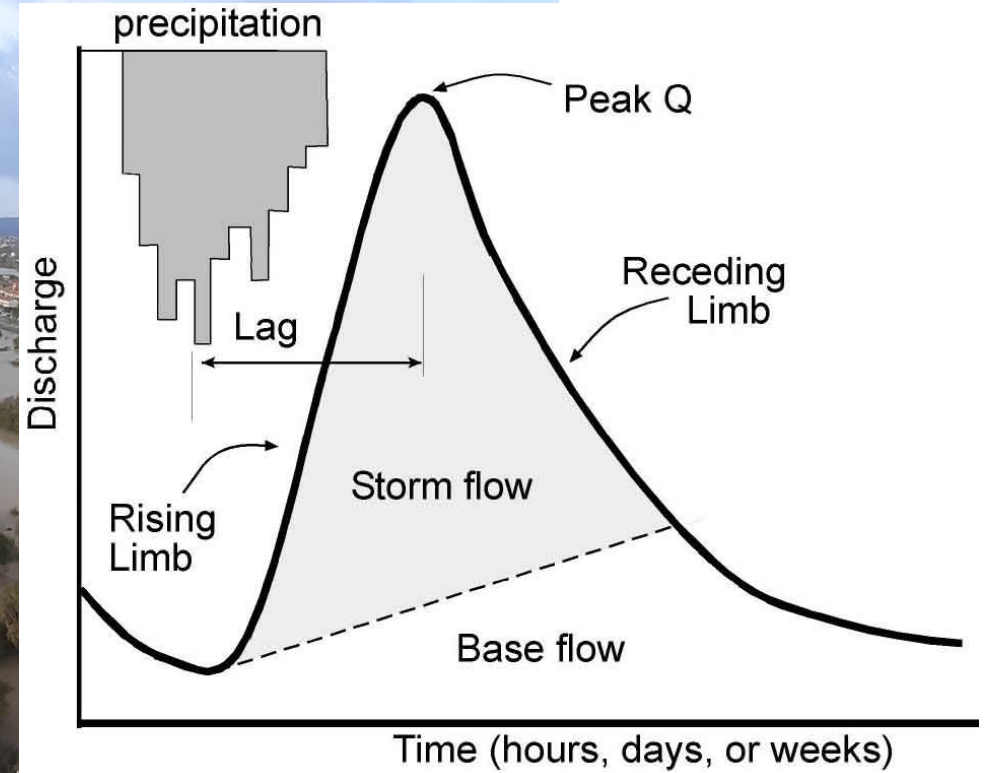 precipitation
Peak Q
Receding
Limb
Lag
Discharge
Storm flow
Rising
Limb
Base flow
Time (hours, days, or weeks)